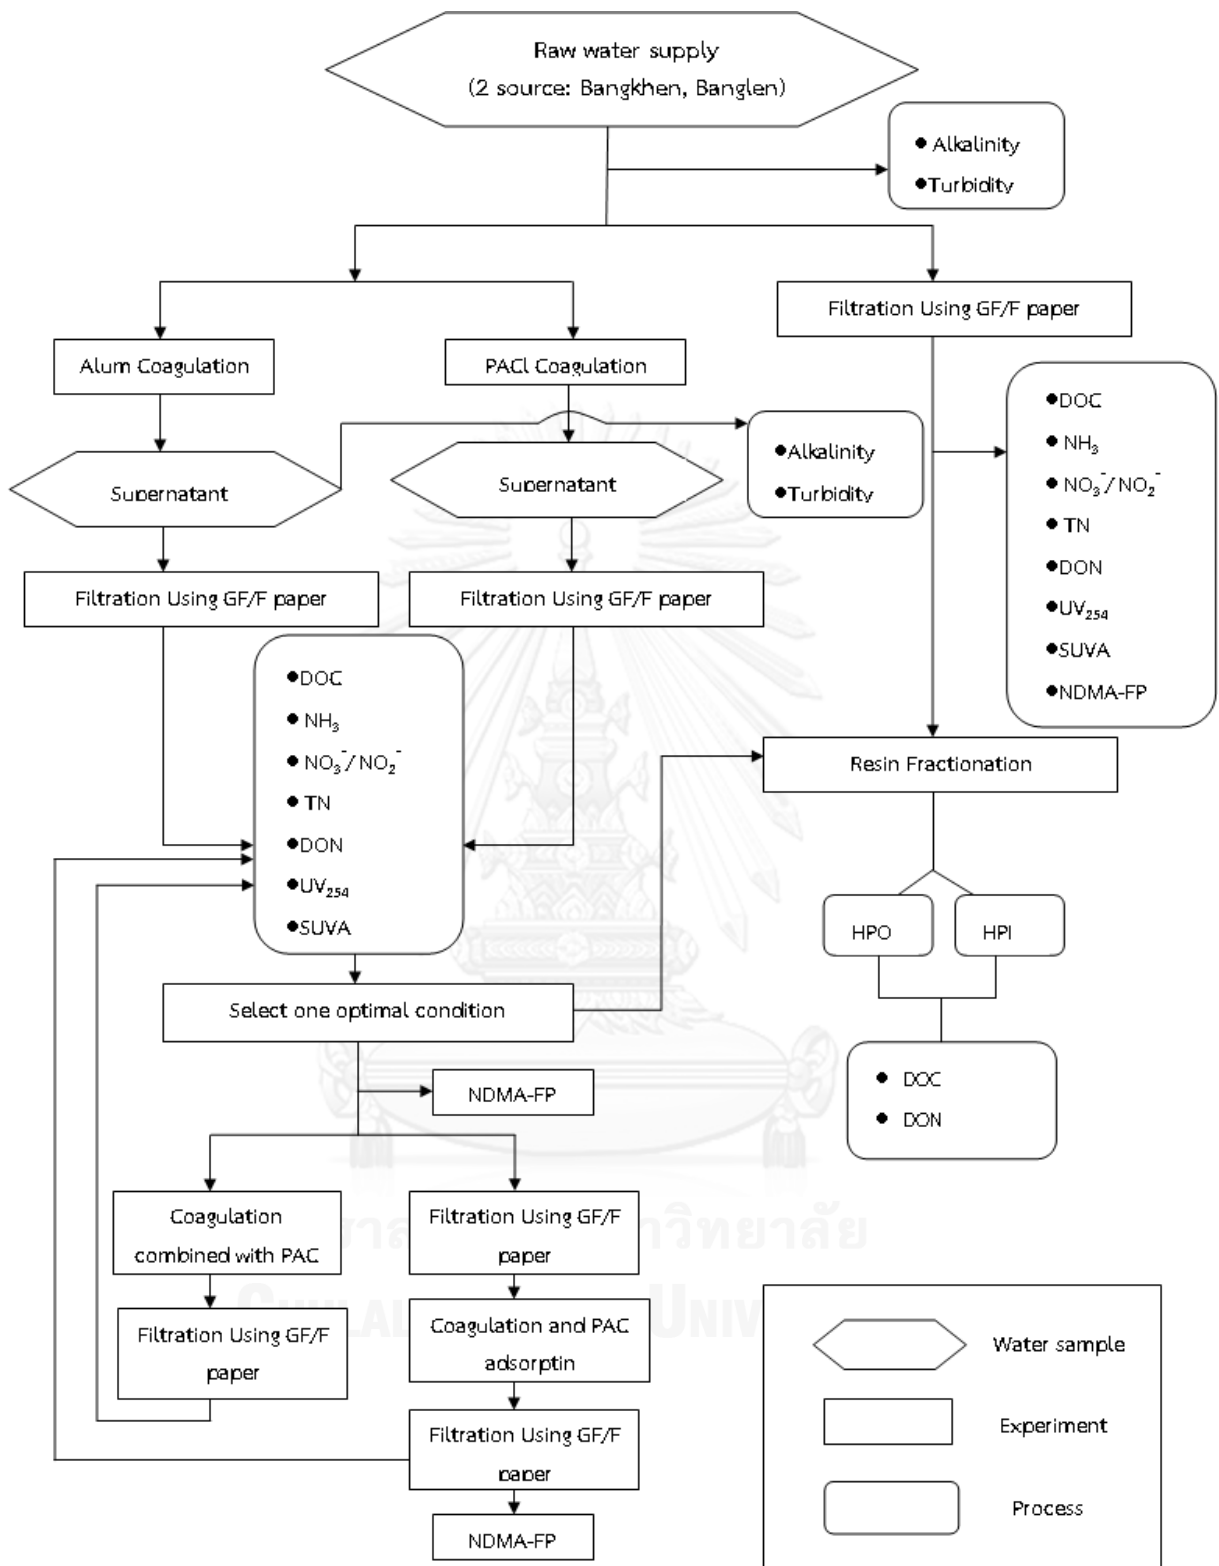 Raw water supply
(2 source: Bangkhen, Banglen)
● Alkalinity
●Turbidity
Filtration Using GF/F paper
Alum Coagulation
PACl Coagulation
●DOC
● NH₃
●NO₃⁻/NO₂⁻
●TN
●DON
●UV₂₅₄
●SUVA
●NDMA-FP
●Alkalinity
●Turbidity
Supernatant
Supernatant
Filtration Using GF/F paper
Filtration Using GF/F paper
●DOC
● NH₃
●NO₃⁻/NO₂⁻
● TN
●DON
●UV₂₅₄
●SUVA
Resin Fractionation
HPO
HPI
● DOC
● DON
Select one optimal condition
NDMA-FP
Coagulation
combined with PAC
Filtration Using GF/F
paper
Filtration Using GF/F
paper
Coagulation and PAC
adsorptin
Filtration Using GF/F
paper
NDMA-FP
Water sample
Experiment
Process